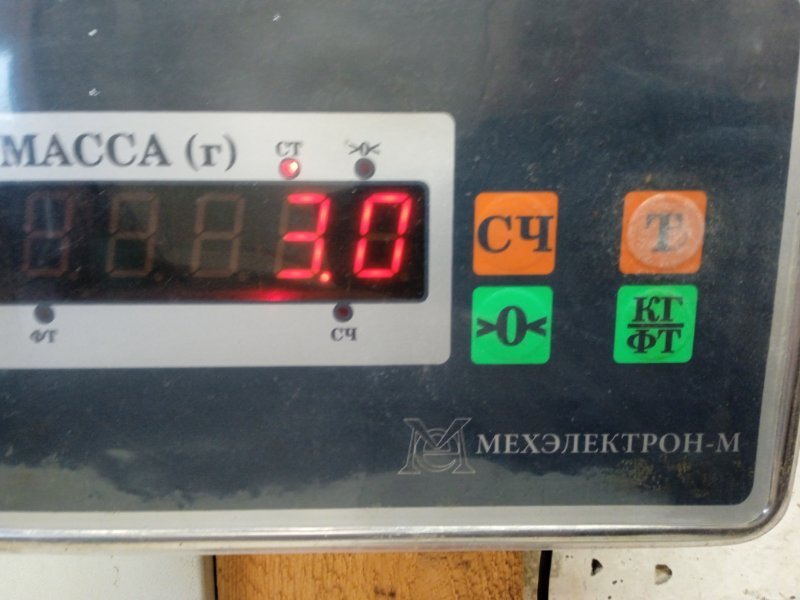 МАССА (г)
СТ
>0<
3.0
ФТ
СЧ
СЧ
Т
>0<
КГ
ФТ
МЕХЭЛЕКТРОН-М